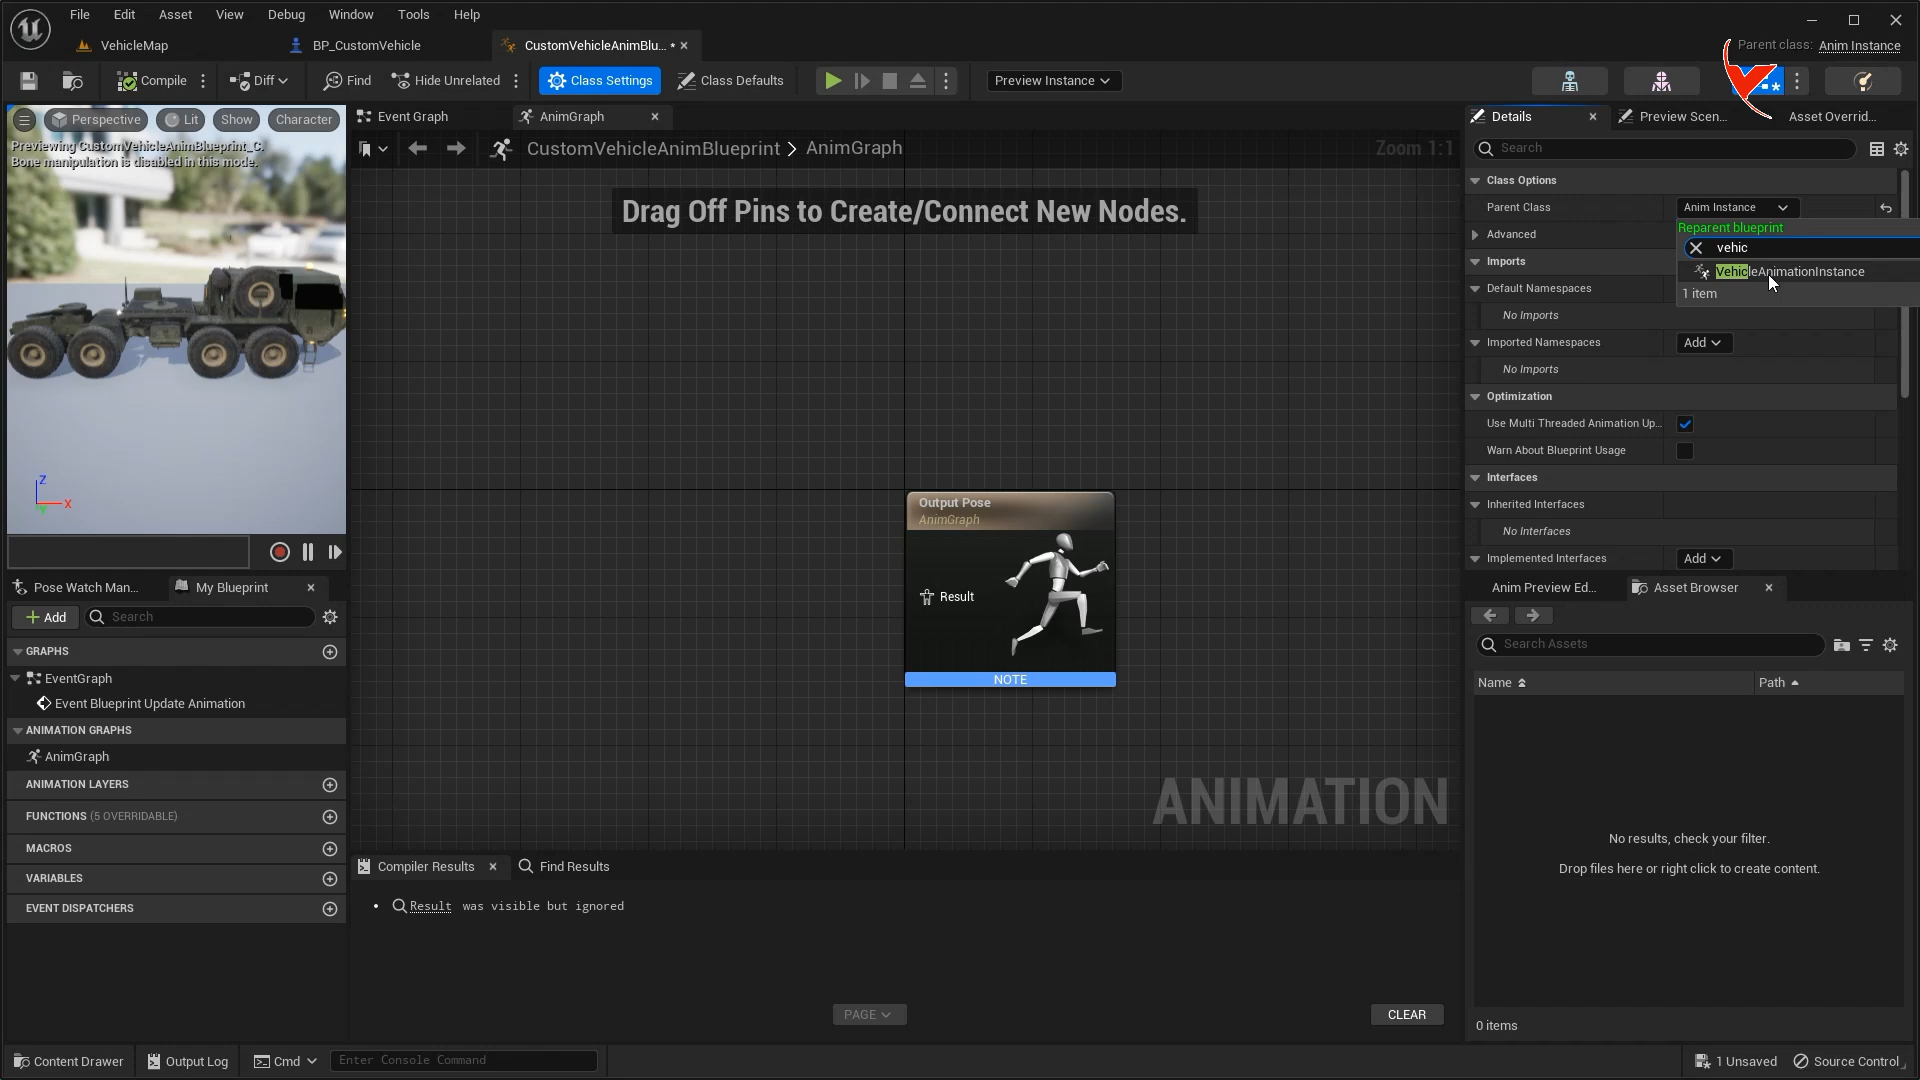 File Edit Asset View Debug Window Tools Help
VehicleMap BP_CustomVehicle CustomVehicleAnimBlu... *
Parent class: Anim Instance
Compile Diff Find Hide Unrelated Class Settings Class Defaults Preview Instance
Perspective Lit Show Character
Previewing CustomVehicleAnimBlueprint_C.
Bone manipulation is disabled in this mode.
Z
X
Y
Pose Watch Man... My Blueprint
Add Search
GRAPHS
EventGraph
Event Blueprint Update Animation
ANIMATION GRAPHS
AnimGraph
ANIMATION LAYERS
FUNCTIONS (5 OVERRIDABLE)
MACROS
VARIABLES
EVENT DISPATCHERS
Event Graph AnimGraph
CustomVehicleAnimBlueprint > AnimGraph
Zoom 1:1
Drag Off Pins to Create/Connect New Nodes.
Output Pose
AnimGraph
Result
NOTE
ANIMATION
Compiler Results Find Results
Result was visible but ignored
PAGE CLEAR
Details Preview Scen... Asset Overrid...
Search
Class Options
Parent Class Anim Instance
Reparent blueprint
vehic
VehicleAnimationInstance
1 item
Advanced
Imports
Default Namespaces
No Imports
Imported Namespaces Add
No Imports
Optimization
Use Multi Threaded Animation Up...
Warn About Blueprint Usage
Interfaces
Inherited Interfaces
No Interfaces
Implemented Interfaces Add
Anim Preview Ed... Asset Browser
Search Assets
Name Path
No results, check your filter.
Drop files here or right click to create content.
0 items
Content Drawer Output Log Cmd Enter Console Command
1 Unsaved Source Control